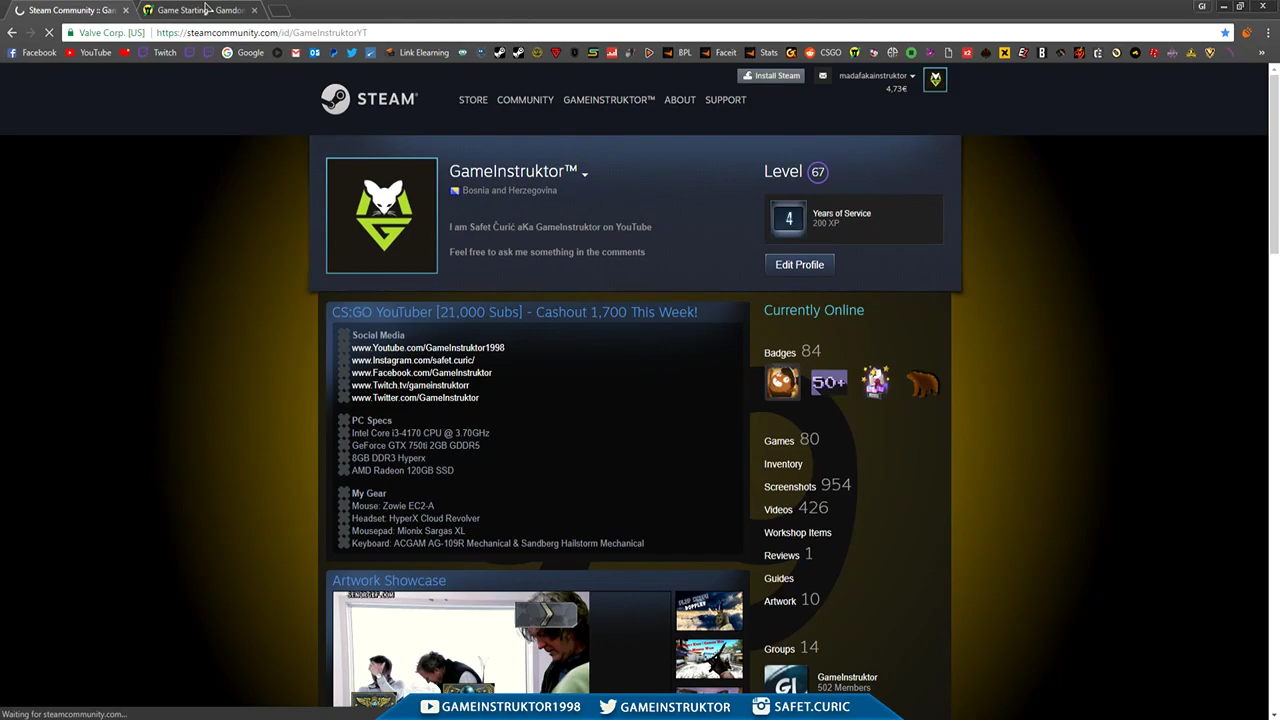 Steam Community :: Gam
Game Starting - Gamdom
GI
Valve Corp. [US]
https://steamcommunity.com/id/GameInstruktorYT
Facebook
YouTube
Twitch
Google
Link Elearning
BPL
Faceit
Stats
CSGO
Install Steam
madafakainstruktor
4,73€
STEAM
STORE COMMUNITY GAMEINSTRUKTOR™ ABOUT SUPPORT
GameInstruktor™
Bosnia and Herzegovina
I am Safet Čurić aKa GameInstruktor on YouTube
Feel free to ask me something in the comments
Level 67
4
Years of Service
200 XP
Edit Profile
CS:GO YouTuber [21,000 Subs] - Cashout 1,700 This Week!
Social Media
www.Youtube.com/GameInstruktor1998
www.Instagram.com/safet.curic/
www.Facebook.com/GameInstruktor
www.Twitch.tv/gameinstruktorr
www.Twitter.com/GameInstruktor
PC Specs
Intel Core i3-4170 CPU @ 3.70GHz
GeForce GTX 750ti 2GB GDDR5
8GB DDR3 Hyperx
AMD Radeon 120GB SSD
My Gear
Mouse: Zowie EC2-A
Headset: HyperX Cloud Revolver
Mousepad: Mionix Sargas XL
Keyboard: ACGAM AG-109R Mechanical & Sandberg Hailstorm Mechanical
Currently Online
Badges 84
50+
Games 80
Inventory
Screenshots 954
Videos 426
Workshop Items
Reviews 1
Guides
Artwork 10
Groups 14
GI
GameInstruktor
502 Members
Artwork Showcase
Waiting for steamcommunity.com...
GAMEINSTRUKTOR1998
GAMEINSTRUKTOR
SAFET.CURIC